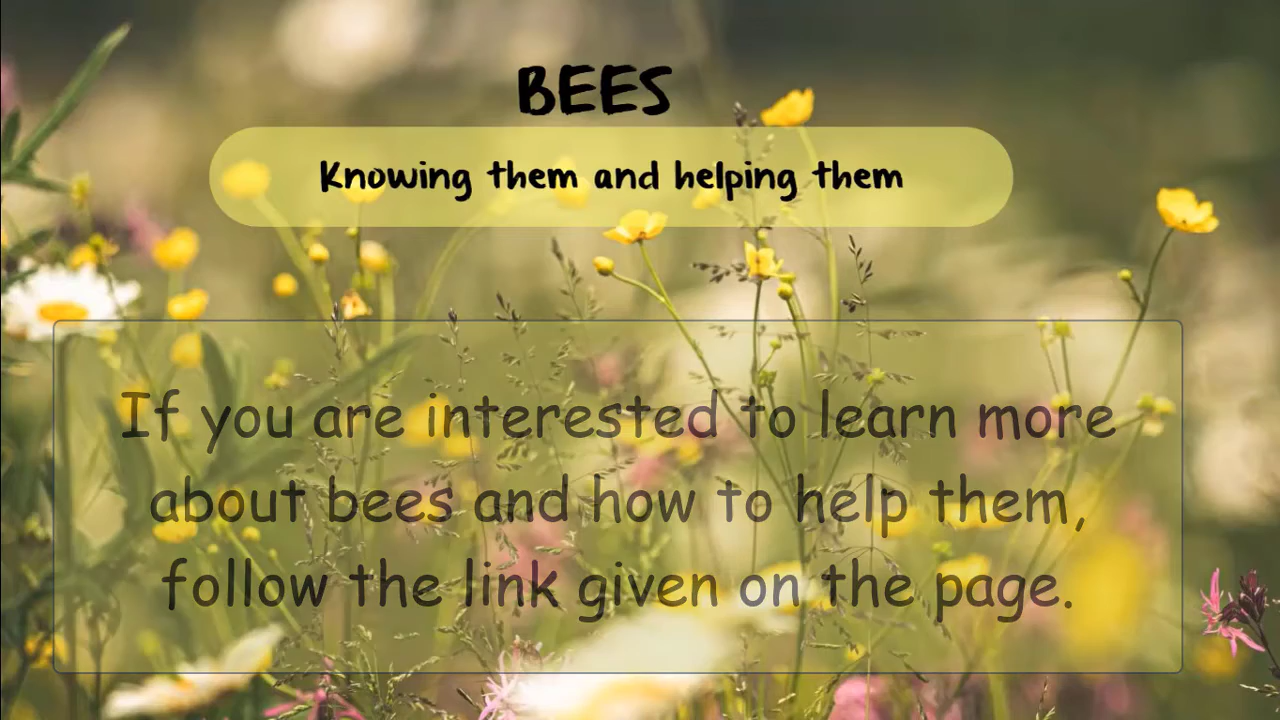 BEES
Knowing them and helping them
If you are interested to learn more
about bees and how to help them,
follow the link given on the page.